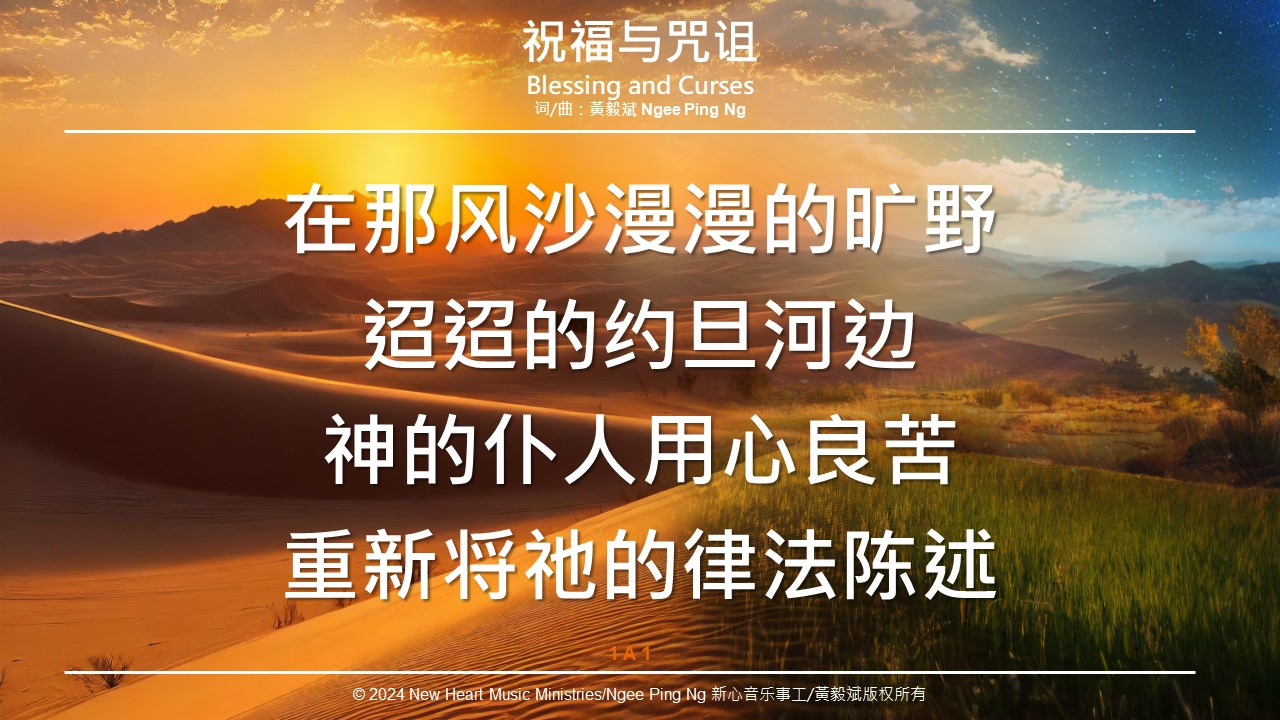 祝福与咒诅
Blessing and Curses
词/曲：黃毅斌 Ngee Ping Ng
在那风沙漫漫的旷野
迢迢的约旦河边
神的仆人用心良苦
重新将祂的律法陈述
1A1
© 2024 New Heart Music Ministries/Ngee Ping Ng 新心音乐事工/黃毅斌版权所有